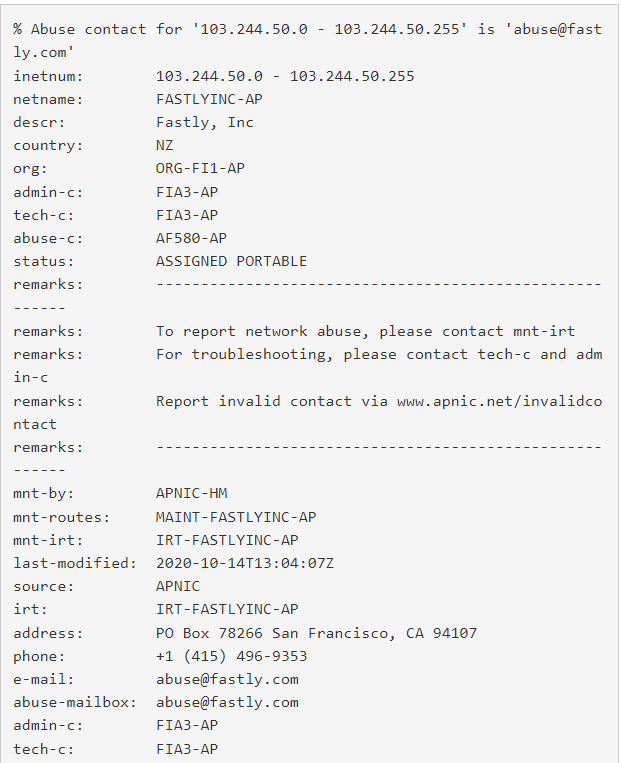 % Abuse contact for '103.244.50.0 - 103.244.50.255' is 'abuse@fast
ly.com'
inetnum:        103.244.50.0 - 103.244.50.255
netname:        FASTLYINC-AP
descr:          Fastly, Inc
country:        NZ
org:            ORG-FI1-AP
admin-c:        FIA3-AP
tech-c:         FIA3-AP
abuse-c:        AF580-AP
status:         ASSIGNED PORTABLE
remarks:        --------------------------------------------------
------
remarks:        To report network abuse, please contact mnt-irt
remarks:        For troubleshooting, please contact tech-c and adm
in-c
remarks:        Report invalid contact via www.apnic.net/invalidco
ntact
remarks:        --------------------------------------------------
------
mnt-by:         APNIC-HM
mnt-routes:     MAINT-FASTLYINC-AP
mnt-irt:        IRT-FASTLYINC-AP
last-modified:  2020-10-14T13:04:07Z
source:         APNIC
irt:            IRT-FASTLYINC-AP
address:        PO Box 78266 San Francisco, CA 94107
phone:          +1 (415) 496-9353
e-mail:         abuse@fastly.com
abuse-mailbox:  abuse@fastly.com
admin-c:        FIA3-AP
tech-c:         FIA3-AP